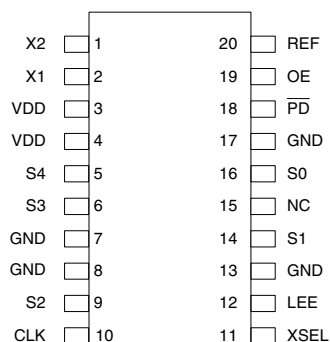 X2 1 20 REF
X1 2 19 OE
VDD 3 18 PD
VDD 4 17 GND
S4 5 16 S0
S3 6 15 NC
GND 7 14 S1
GND 8 13 GND
S2 9 12 LEE
CLK 10 11 XSEL